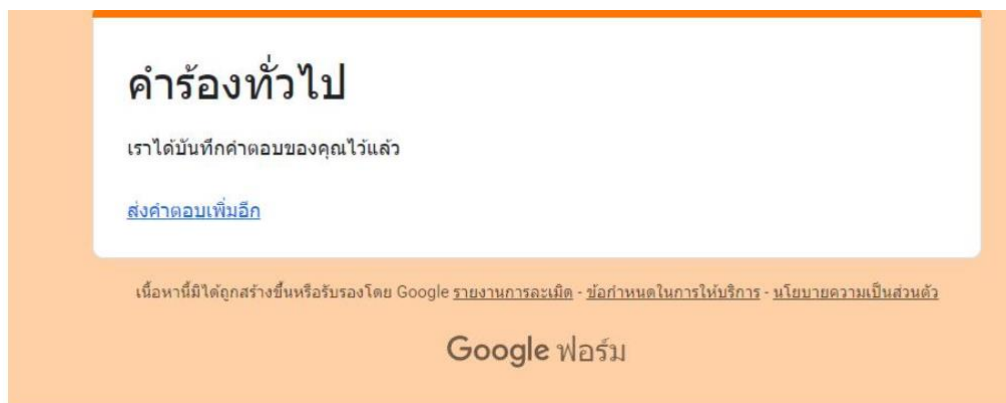 คำร้องทั่วไป
เราได้บันทึกคำตอบของคุณไว้แล้ว
ส่งคำตอบเพิ่มอีก
เนื้อหานี้มิได้ถูกสร้างขึ้นหรือรับรองโดย Google รายงานการละเมิด - ข้อกำหนดในการให้บริการ - นโยบายความเป็นส่วนตัว
Google ฟอร์ม